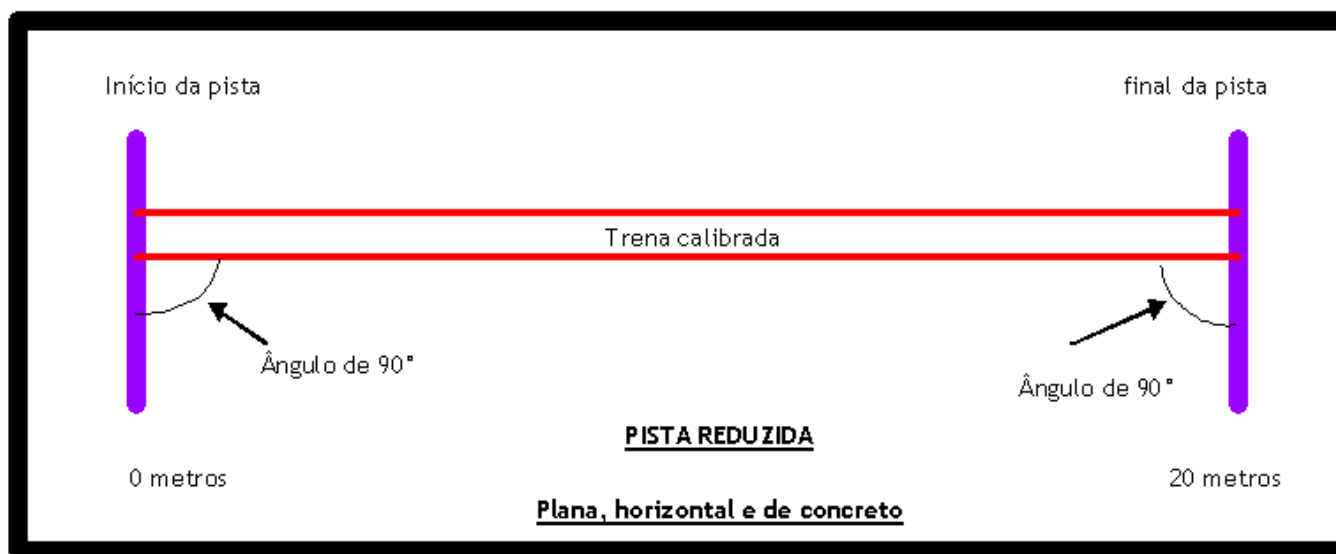 Início da pista
final da pista
Trena calibrada
Ângulo de 90°
Ângulo de 90°
PISTA REDUZIDA
0 metros
20 metros
Plana, horizontal e de concreto